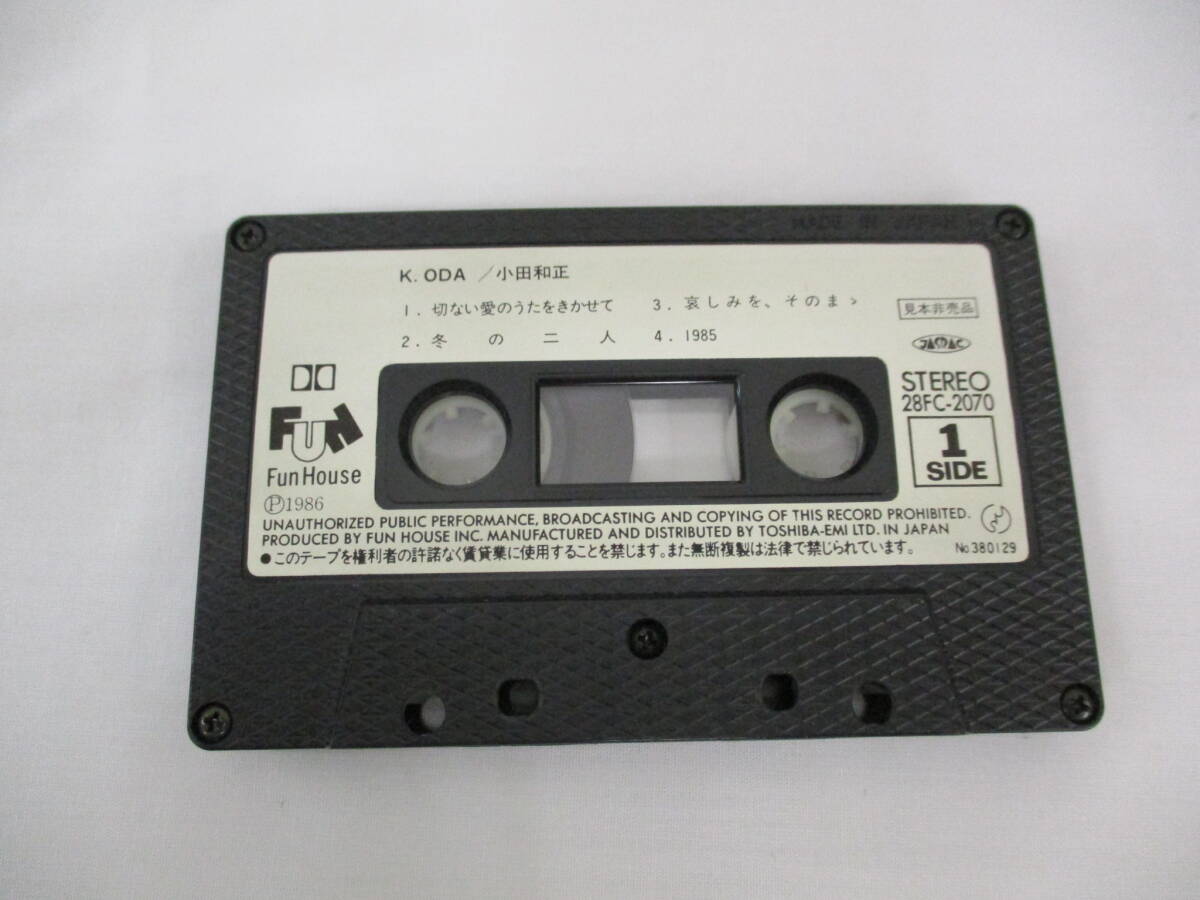 MADE IN JAPAN
K. ODA ／小田和正
1. 切ない愛のうたをきかせて
2. 冬の二人
3. 哀しみを、そのまゝ
4. 1985
見本非売品
JASRAC
STEREO
28FC-2070
1
SIDE
FUN
Fun House
Ⓟ1986
UNAUTHORIZED PUBLIC PERFORMANCE, BROADCASTING AND COPYING OF THIS RECORD PROHIBITED.
PRODUCED BY FUN HOUSE INC. MANUFACTURED AND DISTRIBUTED BY TOSHIBA-EMI LTD. IN JAPAN
●このテープを権利者の許諾なく賃貸業に使用することを禁じます。また無断複製は法律で禁じられています。
No380129